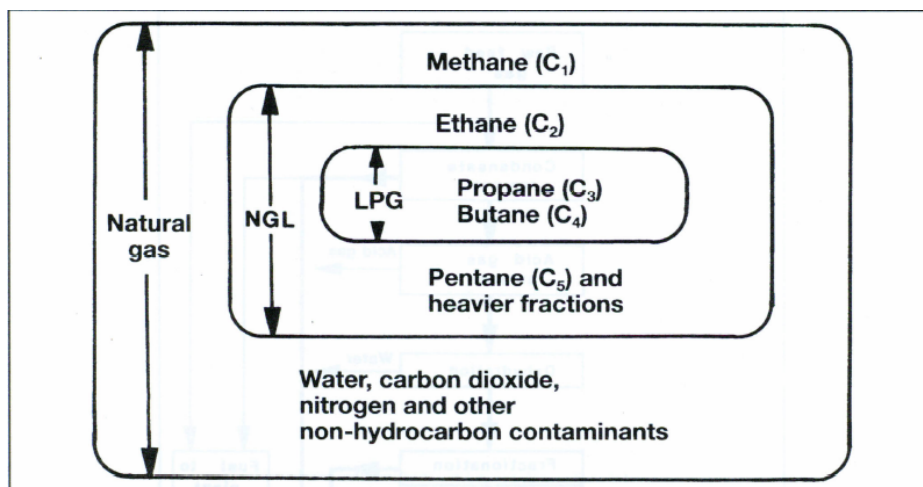 Methane (C₁)
Ethane (C₂)
LPG
Propane (C₃)
Butane (C₄)
NGL
Natural
gas
Pentane (C₅) and
heavier fractions
Water, carbon dioxide,
nitrogen and other
non-hydrocarbon contaminants